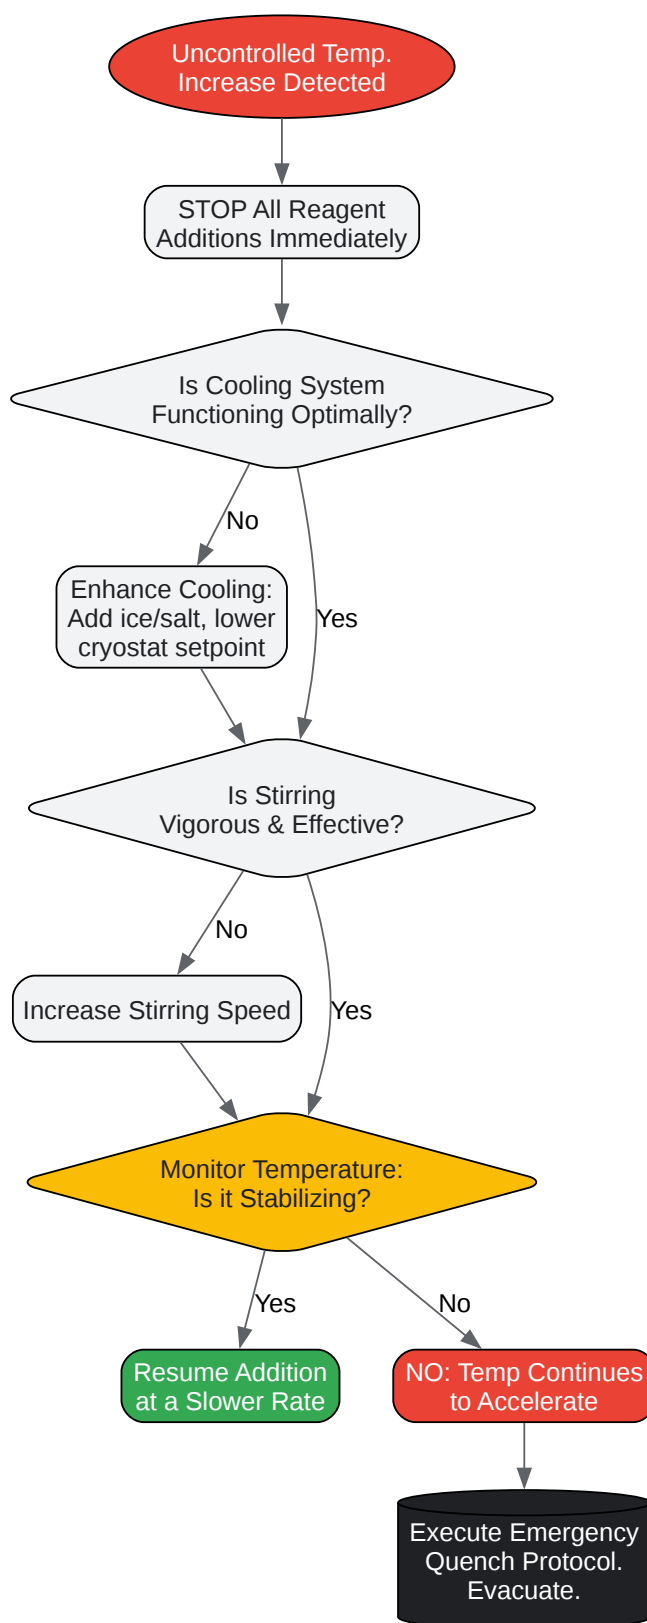 Uncontrolled Temp.
Increase Detected
STOP All Reagent
Additions Immediately
Is Cooling System
Functioning Optimally?
No
Enhance Cooling:
Add ice/salt, lower
cryostat setpoint
Yes
Is Stirring
Vigorous & Effective?
No
Increase Stirring Speed
Yes
Monitor Temperature:
Is it Stabilizing?
Yes
No
Resume Addition
at a Slower Rate
NO: Temp Continues
to Accelerate
Execute Emergency
Quench Protocol.
Evacuate.